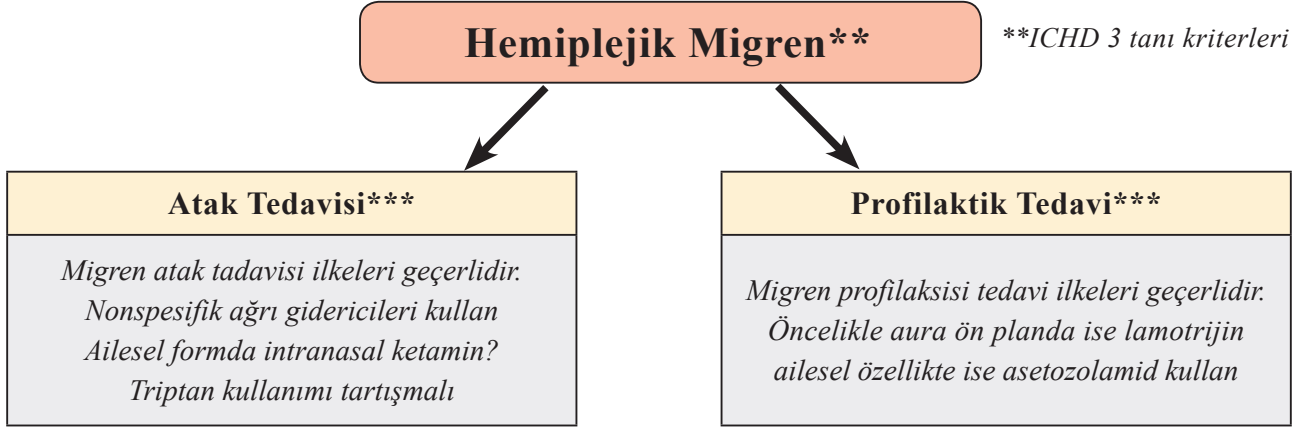 Hemiplejik Migren**
**ICHD 3 tanı kriterleri
Atak Tedavisi***
Migren atak tadavisi ilkeleri geçerlidir.
Nonspesifik ağrı gidericileri kullan
Ailesel formda intranasal ketamin?
Triptan kullanımı tartışmalı
Profilaktik Tedavi***
Migren profilaksisi tedavi ilkeleri geçerlidir.
Öncelikle aura ön planda ise lamotrijin
ailesel özellikte ise asetozolamid kullan